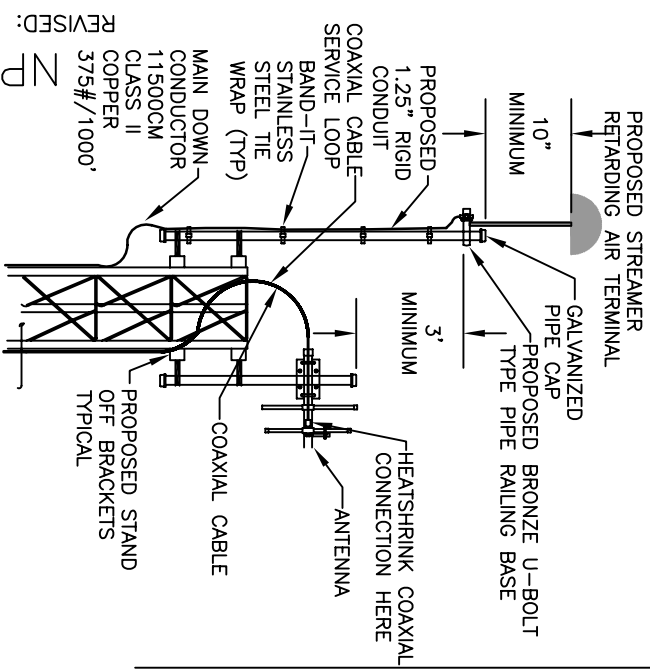 PROPOSED STREAMER
RETARDING AIR TERMINAL
10"
MINIMUM
GALVANIZED
PIPE CAP
PROPOSED BRONZE U-BOLT
TYPE PIPE RAILING BASE
3'
MINIMUM
PROPOSED
1.25" RIGID
CONDUIT
COAXIAL CABLE
SERVICE LOOP
BAND-IT
STAINLESS
STEEL TIE
WRAP (TYP)
MAIN DOWN
CONDUCTOR
11500CM
CLASS II
COPPER
375#/1000'
HEATSHRINK COAXIAL
CONNECTION HERE
ANTENNA
COAXIAL CABLE
PROPOSED STAND
OFF BRACKETS
TYPICAL
REVISED:
NP